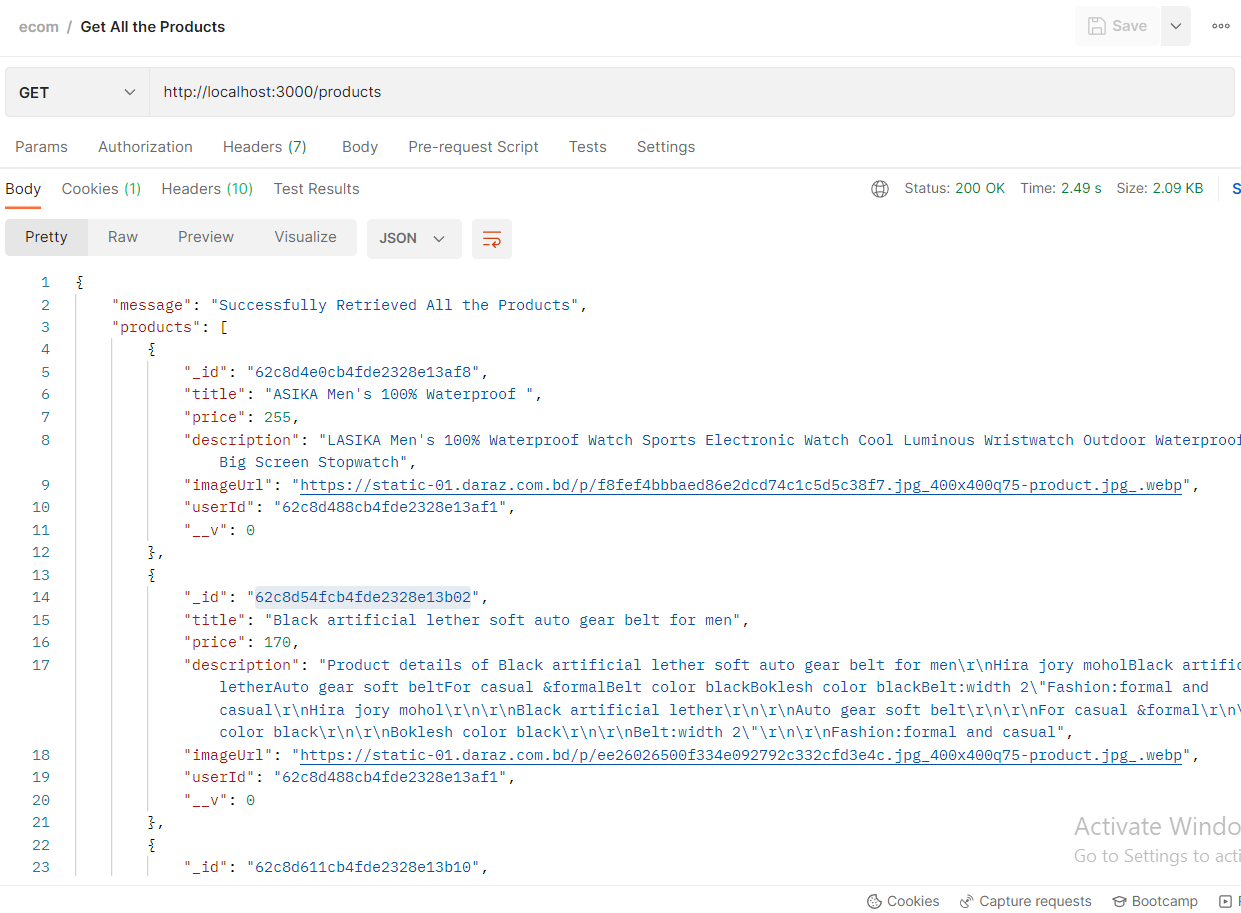 ecom / Get All the Products
Save
GET http://localhost:3000/products
Params Authorization Headers (7) Body Pre-request Script Tests Settings
Body Cookies (1) Headers (10) Test Results Status: 200 OK Time: 2.49 s Size: 2.09 KB S
Pretty Raw Preview Visualize JSON
1 {
2 "message": "Successfully Retrieved All the Products",
3 "products": [
4 {
5 "_id": "62c8d4e0cb4fde2328e13af8",
6 "title": "ASIKA Men's 100% Waterproof ",
7 "price": 255,
8 "description": "LASIKA Men's 100% Waterproof Watch Sports Electronic Watch Cool Luminous Wristwatch Outdoor Waterproof
Big Screen Stopwatch",
9 "imageUrl": "https://static-01.daraz.com.bd/p/f8fef4bbbaed86e2dcd74c1c5d5c38f7.jpg_400x400q75-product.jpg_.webp",
10 "userId": "62c8d488cb4fde2328e13af1",
11 "__v": 0
12 },
13 {
14 "_id": "62c8d54fcb4fde2328e13b02",
15 "title": "Black artificial lether soft auto gear belt for men",
16 "price": 170,
17 "description": "Product details of Black artificial lether soft auto gear belt for men\r\nHira jory moholBlack artific
letherAuto gear soft beltFor casual &formalBelt color blackBoklesh color blackBelt:width 2\"Fashion:formal and
casual\r\nHira jory mohol\r\n\r\nBlack artificial lether\r\n\r\nAuto gear soft belt\r\n\r\nFor casual &formal\r\n\
color black\r\n\r\nBoklesh color black\r\n\r\nBelt:width 2\"\r\n\r\nFashion:formal and casual",
18 "imageUrl": "https://static-01.daraz.com.bd/p/ee26026500f334e092792c332cfd3e4c.jpg_400x400q75-product.jpg_.webp",
19 "userId": "62c8d488cb4fde2328e13af1",
20 "__v": 0
21 },
22 {
23 "_id": "62c8d611cb4fde2328e13b10",
Activate Windo
Go to Settings to acti
Cookies Capture requests Bootcamp